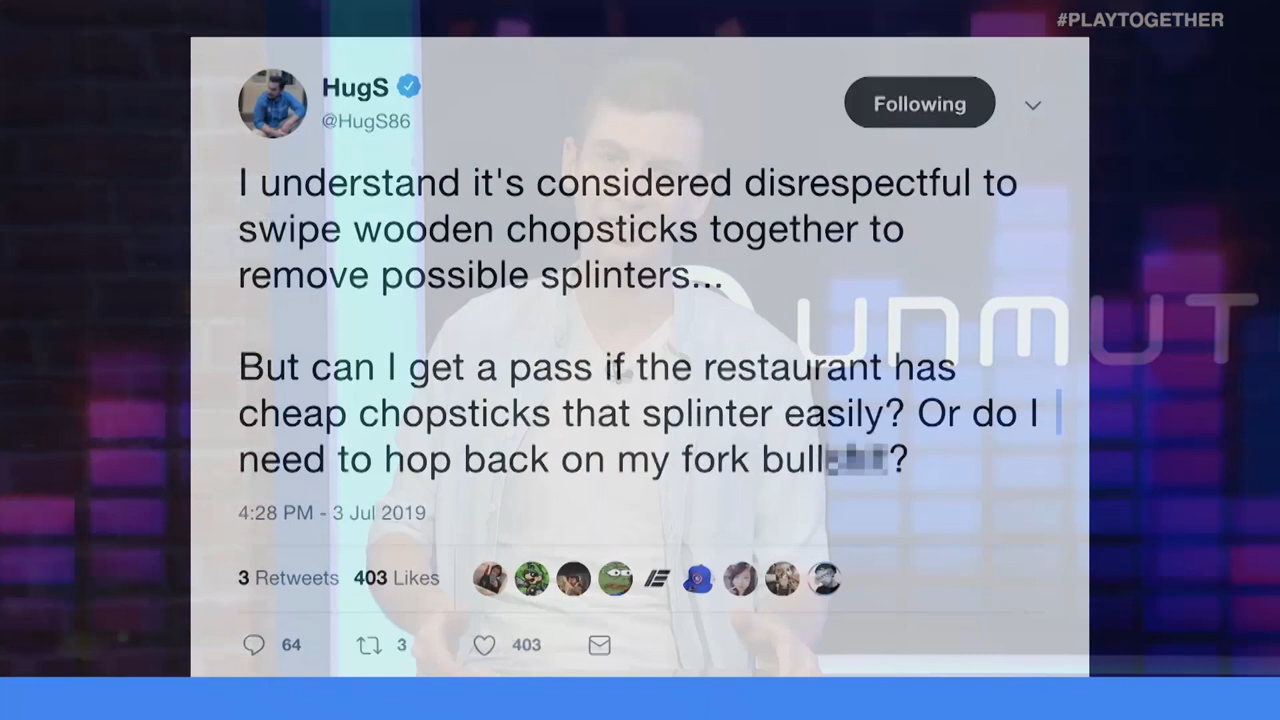 #PLAYTOGETHER
HugS
@HugS86
Following
I understand it's considered disrespectful to
swipe wooden chopsticks together to
remove possible splinters...
UNMUT
But can I get a pass if the restaurant has
cheap chopsticks that splinter easily? Or do I
need to hop back on my fork bull?
4:28 PM - 3 Jul 2019
3 Retweets 403 Likes
64 3 403